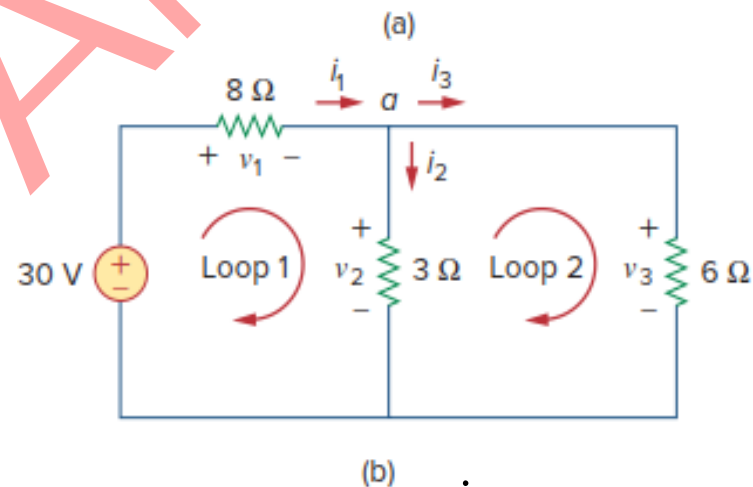 (a)
8 Ω i₁ a i₃
+ v₁ − i₂
30 V + − Loop 1 + v₂ − 3 Ω Loop 2 + v₃ − 6 Ω
(b) .